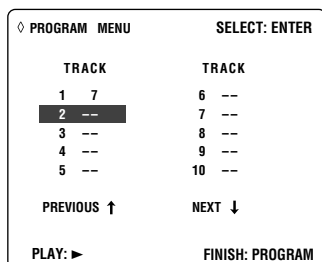 ◊ PROGRAM MENU SELECT: ENTER
TRACK TRACK
1 7 6 --
2 -- 7 --
3 -- 8 --
4 -- 9 --
5 -- 10 --
PREVIOUS ↑ NEXT ↓
PLAY: ► FINISH: PROGRAM